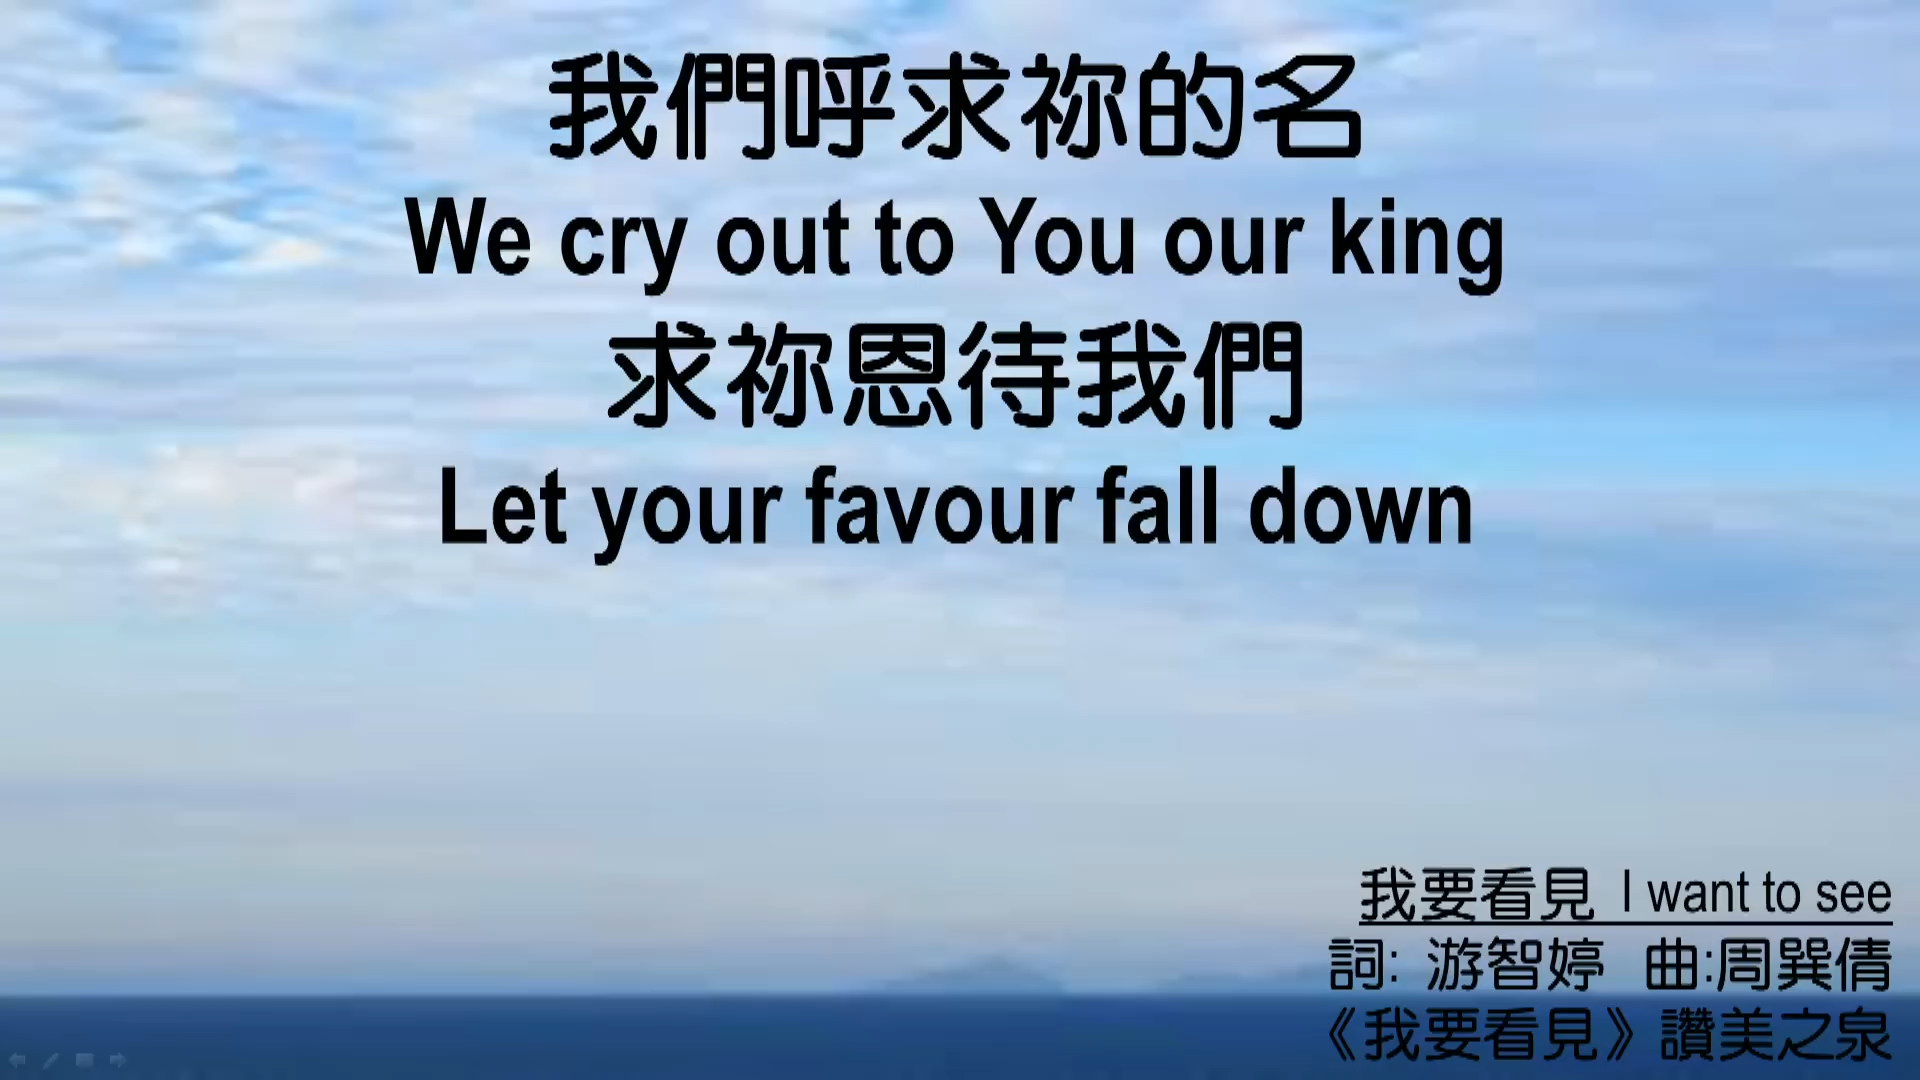 我們呼求祢的名
We cry out to You our king
求祢恩待我們
Let your favour fall down
我要看見 I want to see
詞: 游智婷 曲:周巽倩
《我要看見》讚美之泉